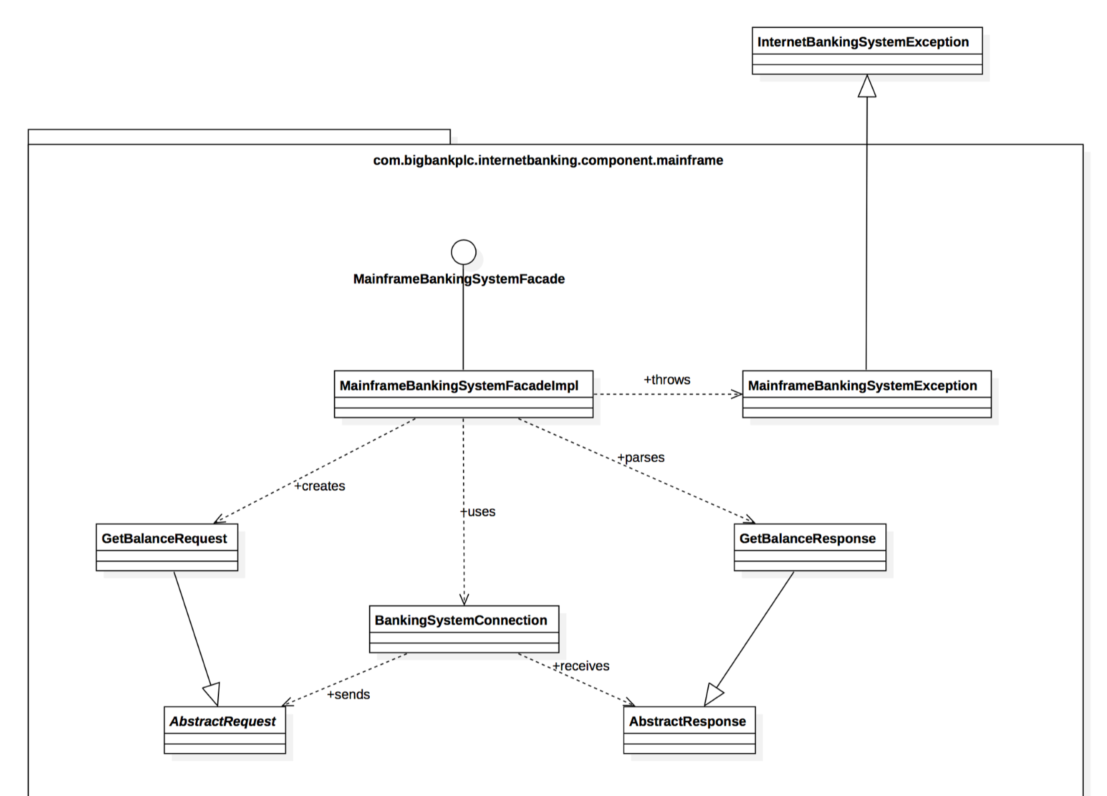 InternetBankingSystemException
com.bigbankplc.internetbanking.component.mainframe
MainframeBankingSystemFacade
MainframeBankingSystemFacadeImpl
+throws
MainframeBankingSystemException
+creates
+uses
+parses
GetBalanceRequest
GetBalanceResponse
BankingSystemConnection
+sends
+receives
AbstractRequest
AbstractResponse